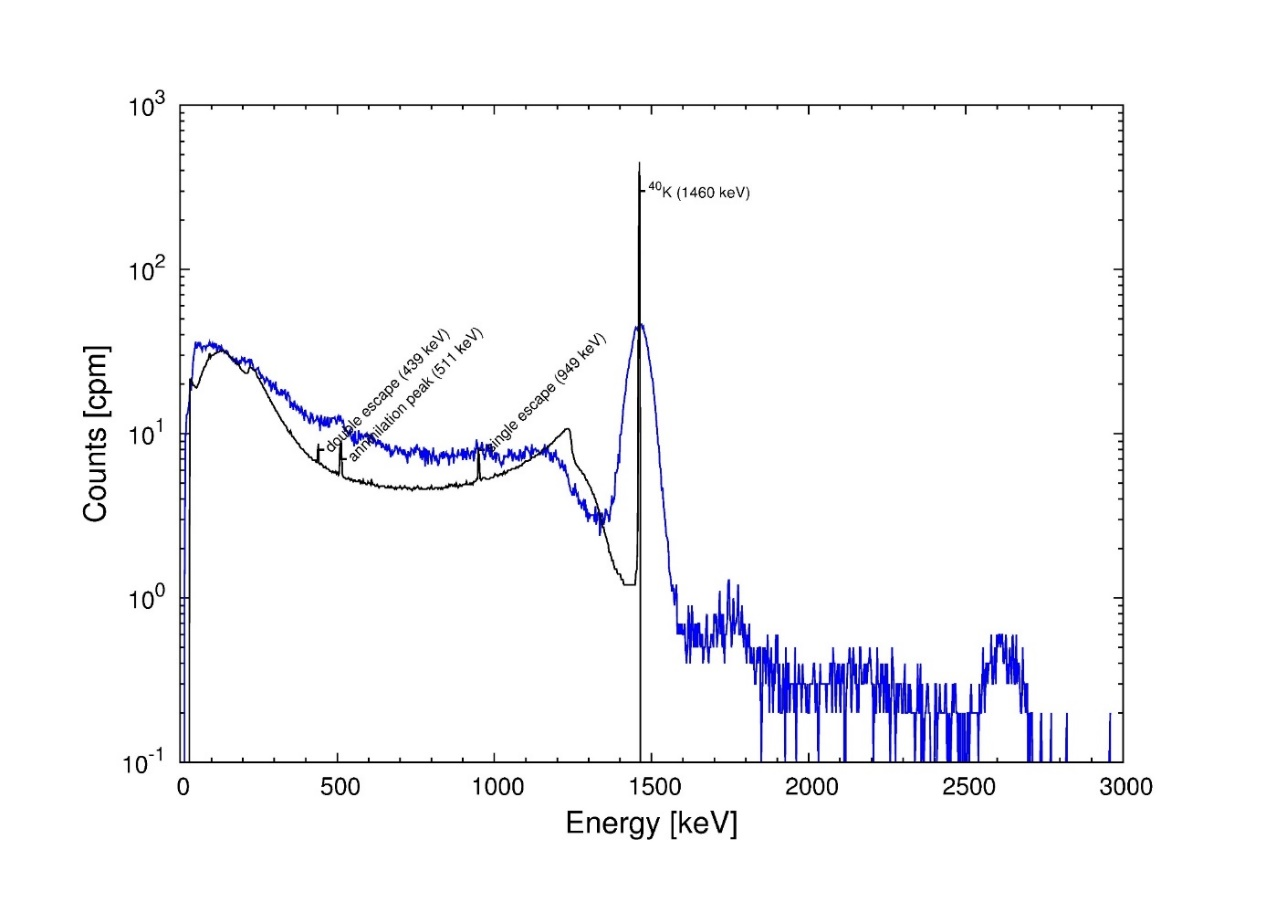 10³
10²
10¹
10⁰
10⁻¹
Counts [cpm]
⁴⁰K (1460 keV)
double escape (439 keV)
annihilation peak (511 keV)
single escape (949 keV)
0 500 1000 1500 2000 2500 3000
Energy [keV]